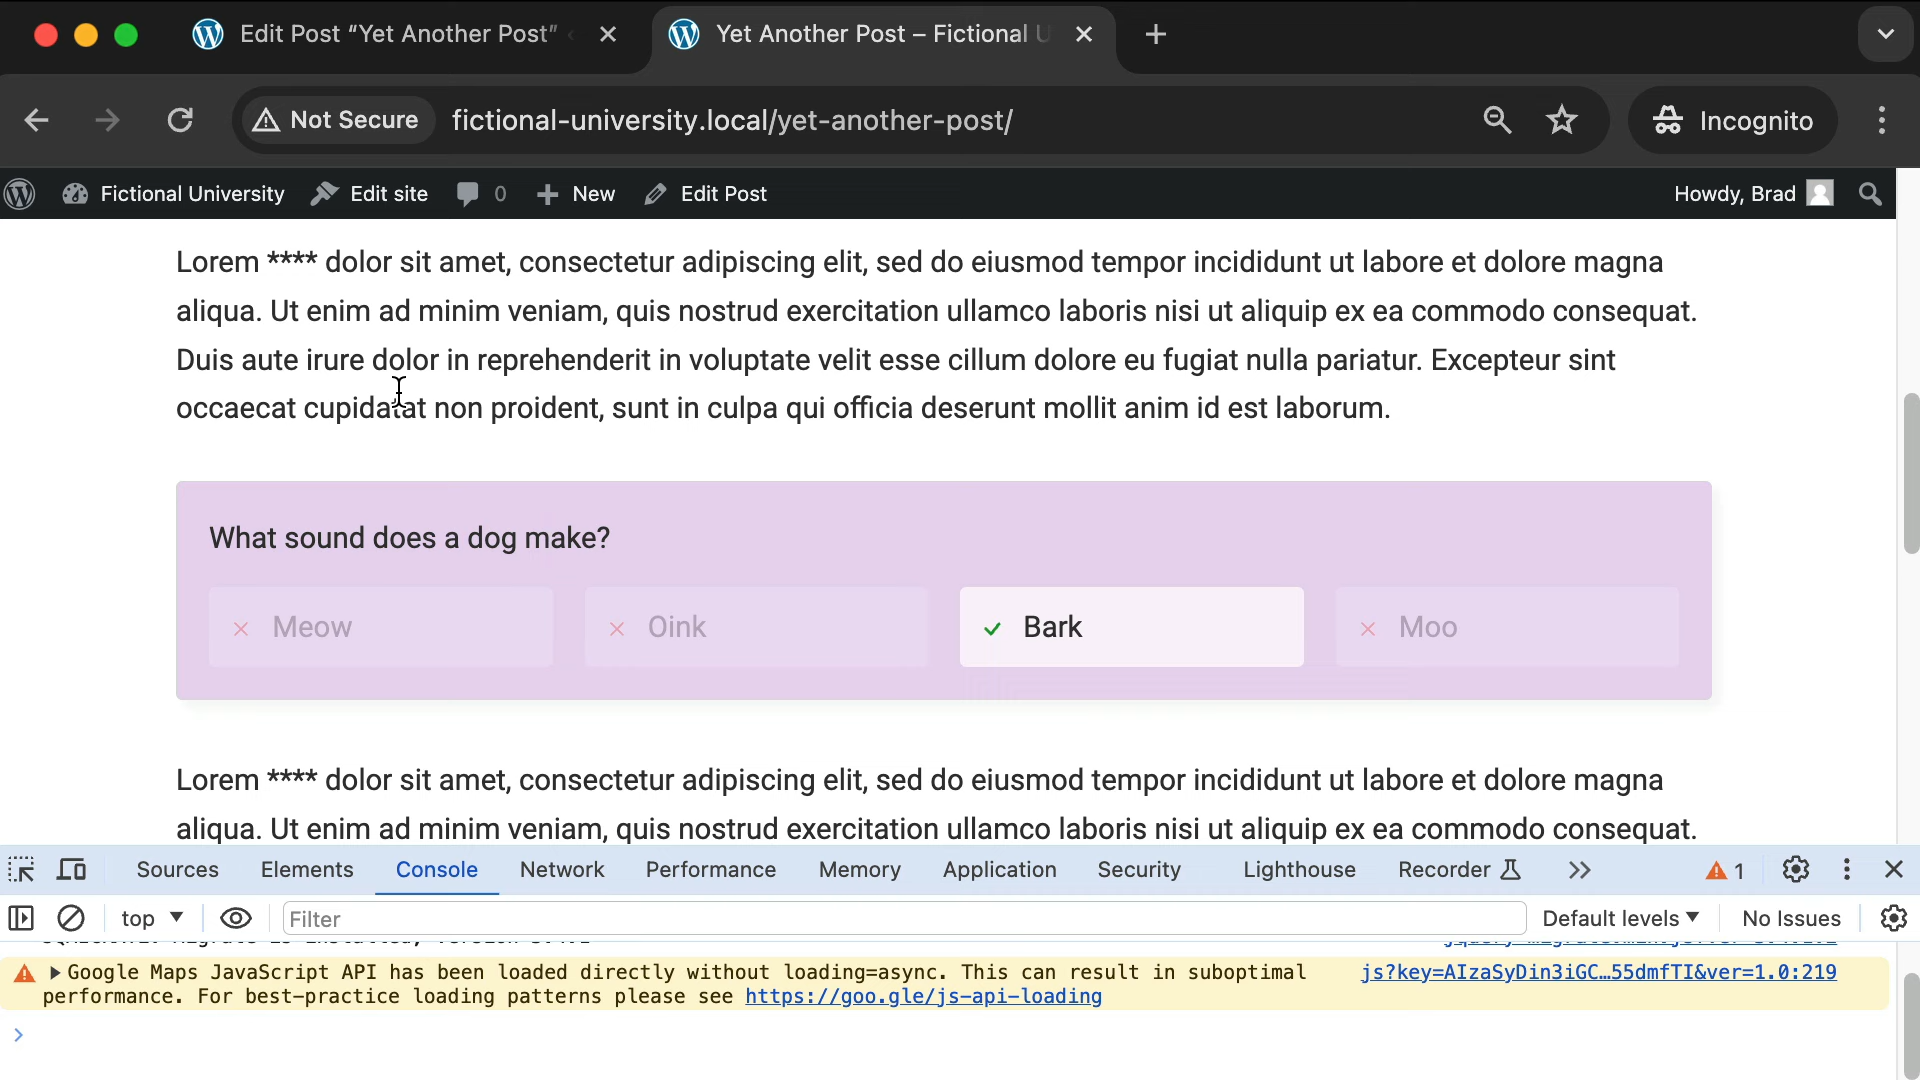 Edit Post “Yet Another Post”
Yet Another Post – Fictional U
Not Secure
fictional-university.local/yet-another-post/
Incognito
Fictional University
Edit site
0
New
Edit Post
Howdy, Brad
Lorem **** dolor sit amet, consectetur adipiscing elit, sed do eiusmod tempor incididunt ut labore et dolore magna
aliqua. Ut enim ad minim veniam, quis nostrud exercitation ullamco laboris nisi ut aliquip ex ea commodo consequat.
Duis aute irure dolor in reprehenderit in voluptate velit esse cillum dolore eu fugiat nulla pariatur. Excepteur sint
occaecat cupidatat non proident, sunt in culpa qui officia deserunt mollit anim id est laborum.
What sound does a dog make?
Meow
Oink
Bark
Moo
Lorem **** dolor sit amet, consectetur adipiscing elit, sed do eiusmod tempor incididunt ut labore et dolore magna
aliqua. Ut enim ad minim veniam, quis nostrud exercitation ullamco laboris nisi ut aliquip ex ea commodo consequat.
Sources
Elements
Console
Network
Performance
Memory
Application
Security
Lighthouse
Recorder
1
top
Filter
Default levels
No Issues
Google Maps JavaScript API has been loaded directly without loading=async. This can result in suboptimal
js?key=AIzaSyDin3iGC…55dmfTI&ver=1.0:219
performance. For best-practice loading patterns please see https://goo.gle/js-api-loading